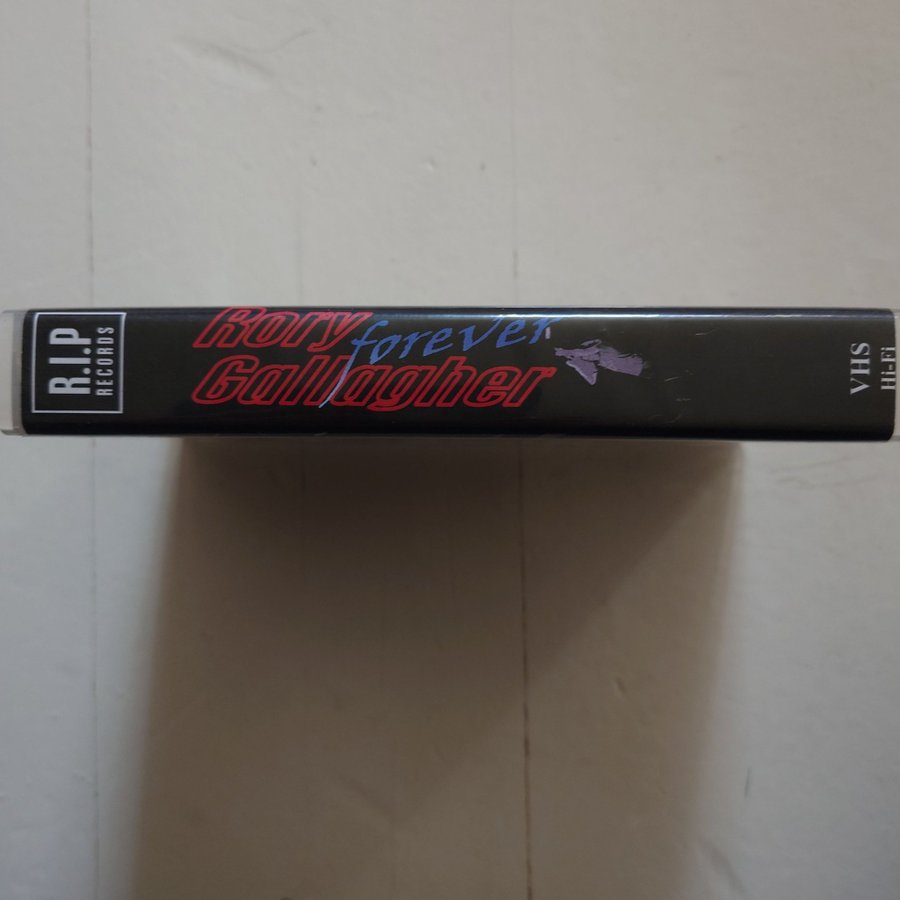 R.I.P
RECORDS
Rory
forever
Gallagher
VHS
Hi-Fi